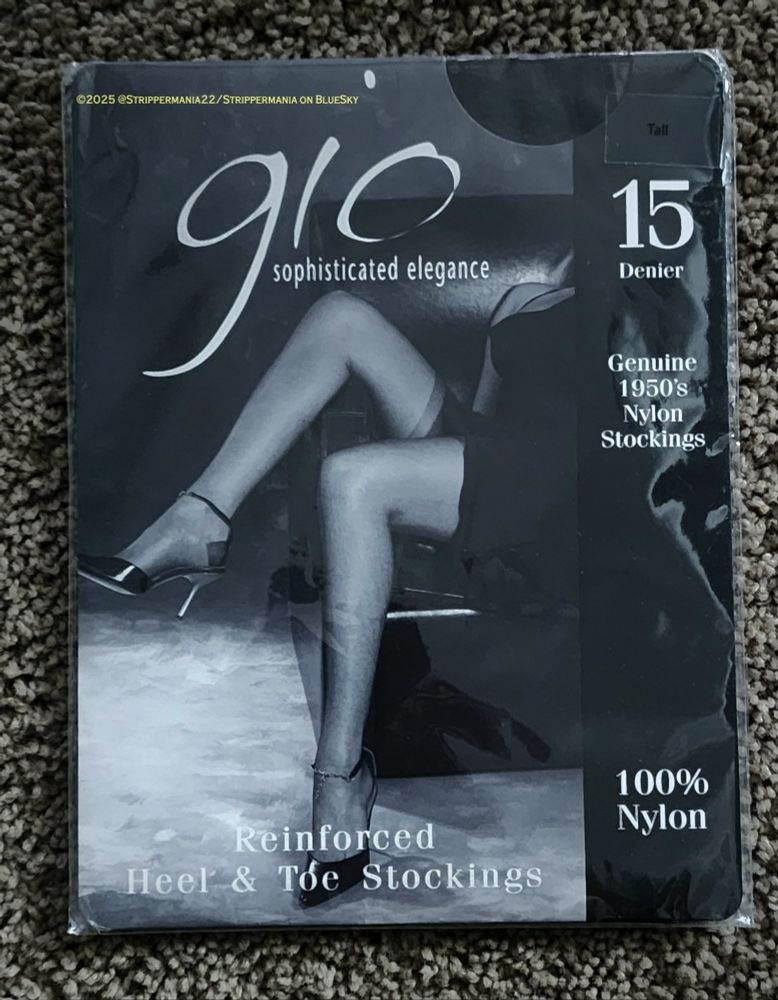 ©2025 @Strippermania22/Strippermania on BlueSky
gio
sophisticated elegance
Tall
15
Denier
Genuine
1950's
Nylon
Stockings
100%
Nylon
Reinforced
Heel & Toe Stockings